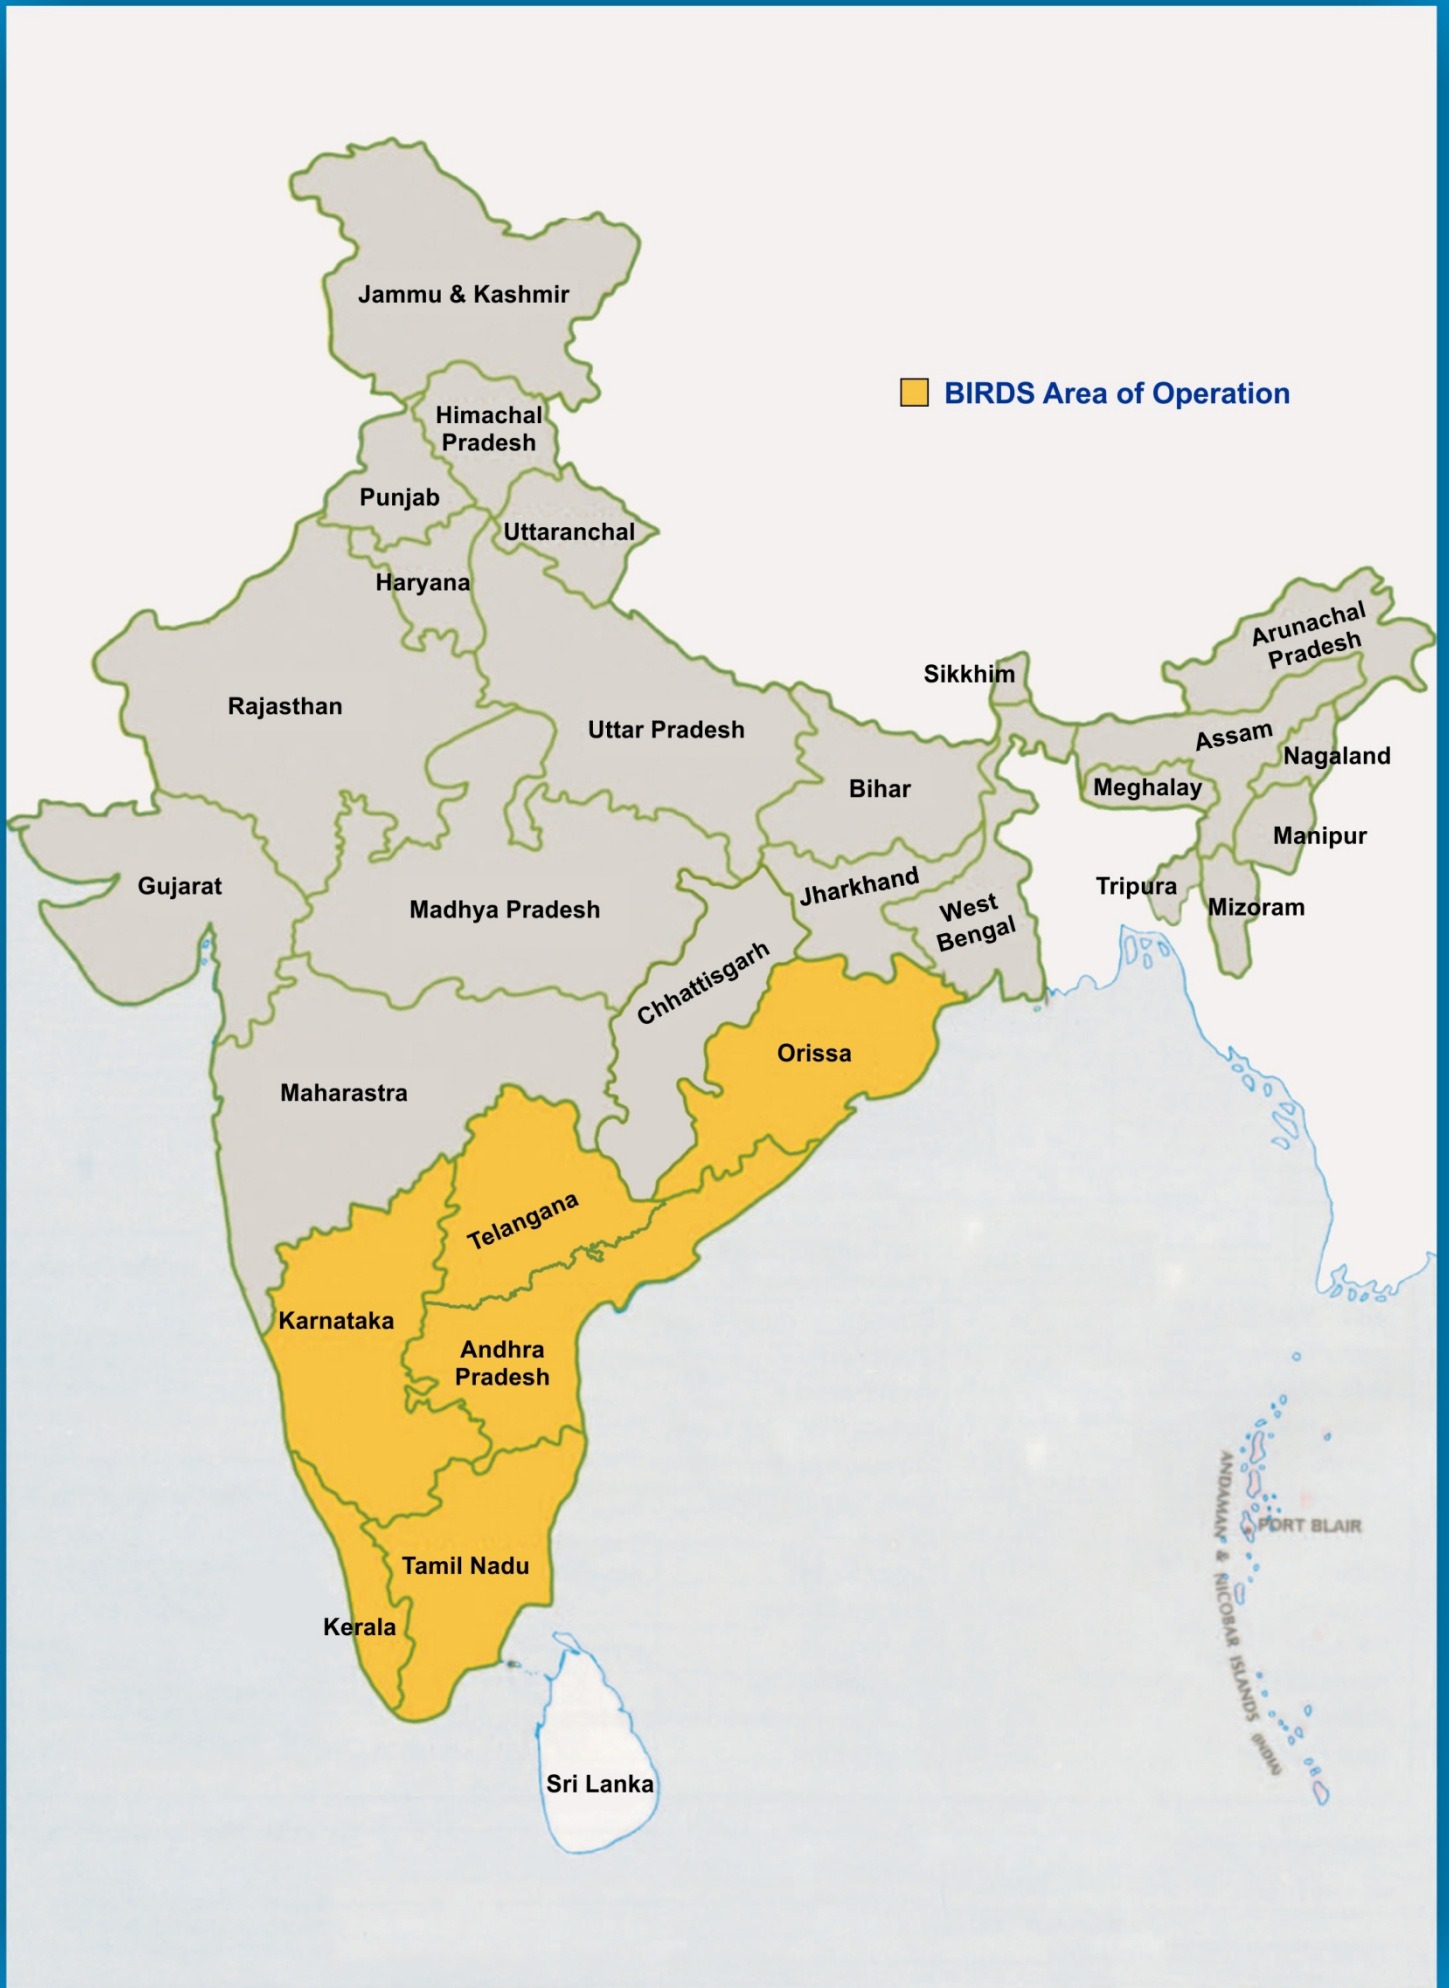 Jammu & Kashmir
BIRDS Area of Operation
Himachal
Pradesh
Punjab
Uttaranchal
Haryana
Arunachal
Pradesh
Sikkhim
Rajasthan
Uttar Pradesh
Assam
Nagaland
Bihar
Meghalay
Manipur
Gujarat
Jharkhand
Tripura
Madhya Pradesh
West
Bengal
Mizoram
Chhattisgarh
Orissa
Maharastra
Telangana
Karnataka
Andhra
Pradesh
PORT BLAIR
ANDAMAN & NICOBAR ISLANDS (INDIA)
Tamil Nadu
Kerala
Sri Lanka